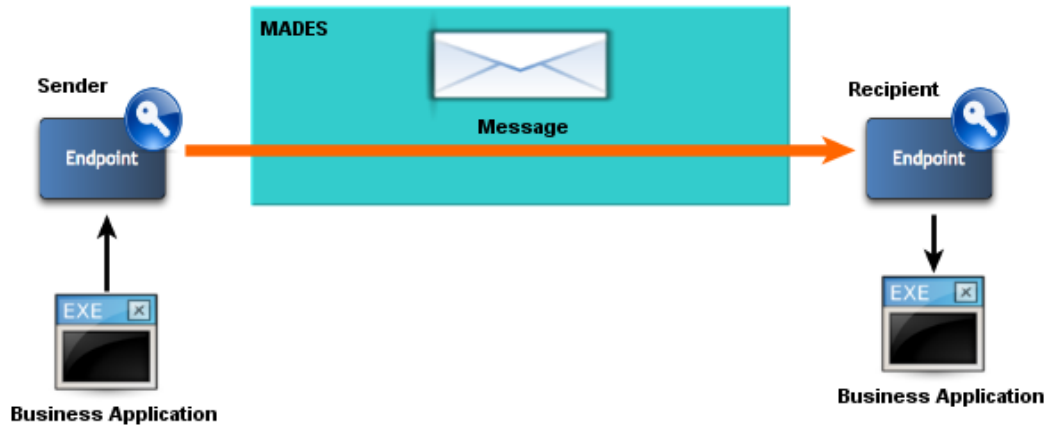 MADES
Sender
Recipient
Message
Endpoint
Endpoint
EXE
EXE
Business Application
Business Application